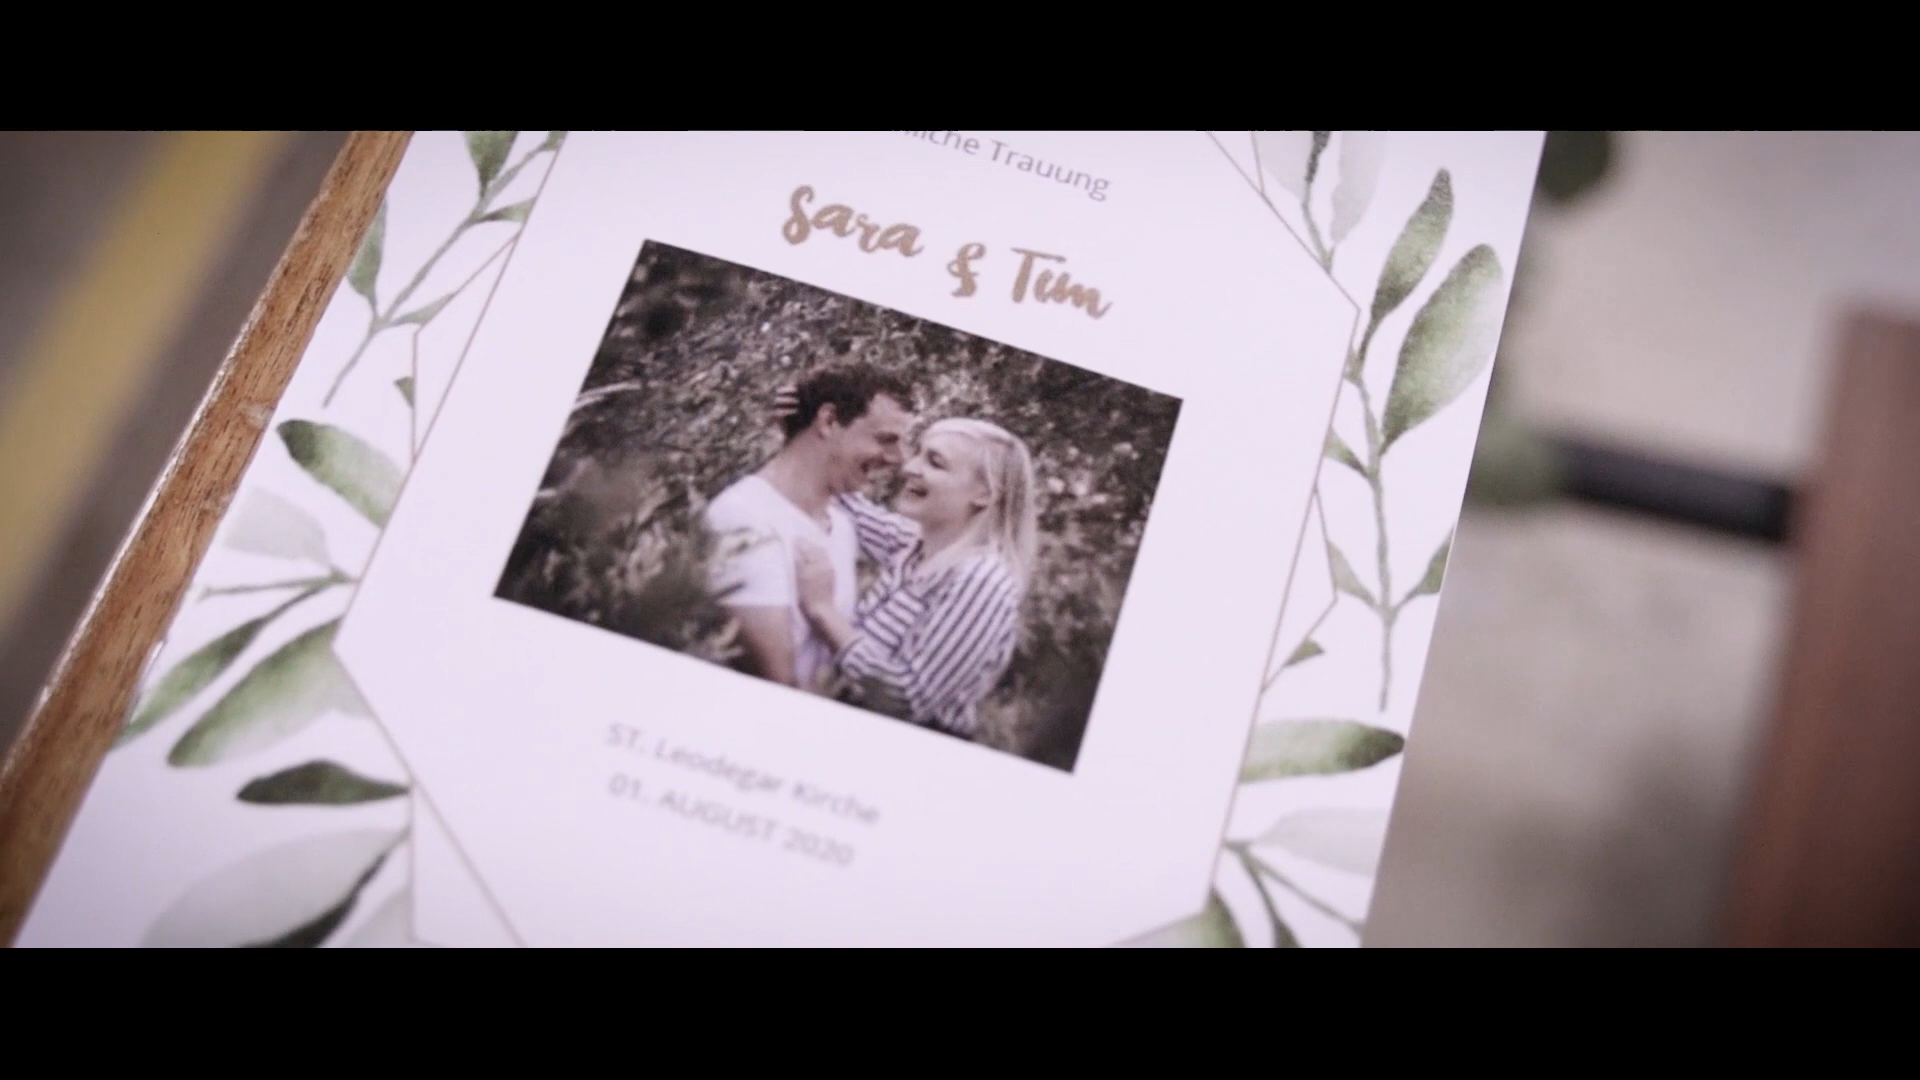 Trauung
Sara & Tim
ST. Leodegar Kirche
01. AUGUST 2020